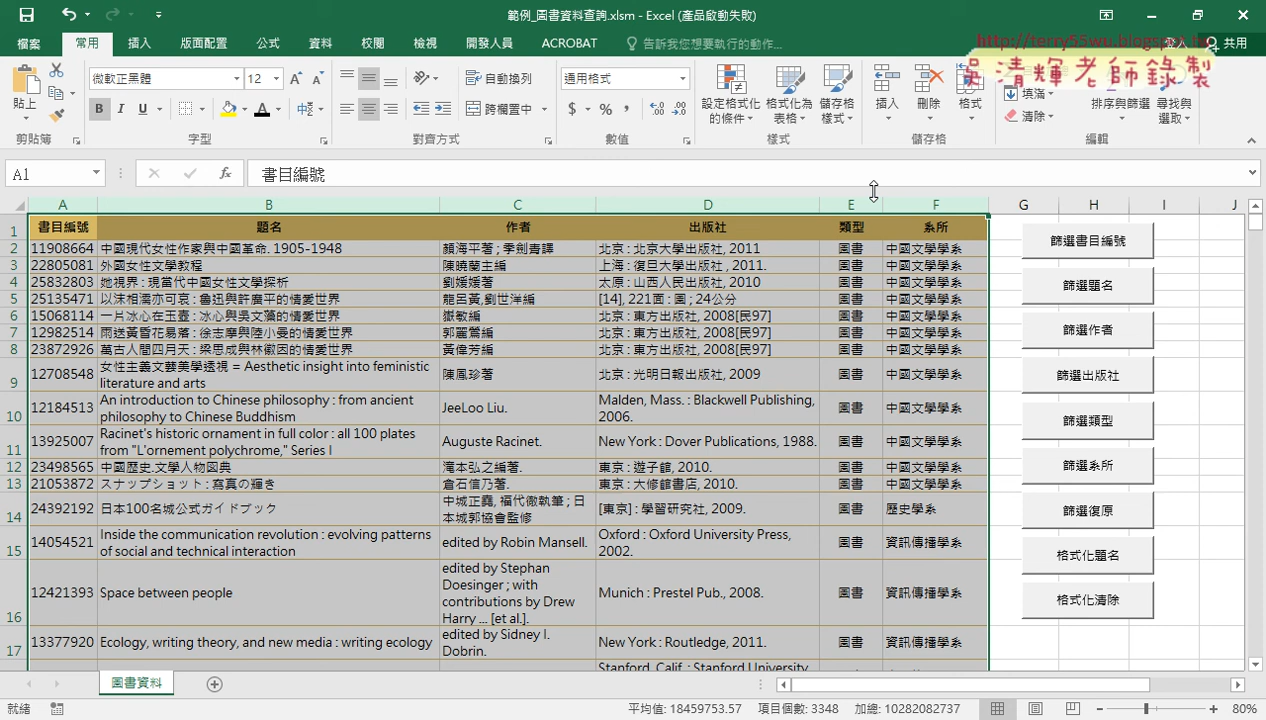 範例_圖書資料查詢.xlsm - Excel (產品啟動失敗)
檔案 常用 插入 版面配置 公式 資料 校閱 檢視 開發人員 ACROBAT 告訴我您想要執行的動作... 登入 共用
http://terry55wu.blogspot.tw
吳清輝老師錄製
貼上 微軟正黑體 12 自動換列 通用格式 設定格式化的條件 格式化為表格 儲存格樣式 插入 刪除 格式 填滿 清除 排序與篩選 尋找與選取
B I U 跨欄置中 $ % ,
剪貼簿 字型 對齊方式 數值 樣式 儲存格 編輯
A1 fx 書目編號
A B C D E F G H I J
1 書目編號 題名 作者 出版社 類型 系所
2 11908664 中國現代女性作家與中國革命. 1905-1948 顏海平著 ; 季劍青譯 北京 : 北京大學出版社, 2011 圖書 中國文學學系
3 22805081 外國女性文學教程 陳曉蘭主編 上海 : 復旦大學出版社, 2011. 圖書 中國文學學系
4 25832803 她視界 : 現當代中國女性文學探析 劉媛媛著 太原 : 山西人民出版社, 2010 圖書 中國文學學系
5 25135471 以沫相濡亦可哀 : 魯迅與許廣平的情愛世界 龍呂黃,劉世洋編 [14], 221面 : 圖 ; 24公分 圖書 中國文學學系
6 15068114 一片冰心在玉壼 : 冰心與吳文藻的情愛世界 嶽敏編 北京 : 東方出版社, 2008[民97] 圖書 中國文學學系
7 12982514 雨送黃昏花易落 : 徐志摩與陸小曼的情愛世界 郭麗鶯編 北京 : 東方出版社, 2008[民97] 圖書 中國文學學系
8 23872926 萬古人間四月天 : 梁思成與林徽因的情愛世界 黃偉芳編 北京 : 東方出版社, 2008[民97] 圖書 中國文學學系
9 12708548 女性主義文藝美學透視 = Aesthetic insight into feministic literature and arts 陳鳳珍著 北京 : 光明日報出版社, 2009 圖書 中國文學學系
10 12184513 An introduction to Chinese philosophy : from ancient philosophy to Chinese Buddhism JeeLoo Liu. Malden, Mass. : Blackwell Publishing, 2006. 圖書 中國文學學系
11 13925007 Racinet's historic ornament in full color : all 100 plates from "L'ornement polychrome," Series I Auguste Racinet. New York : Dover Publications, 1988. 圖書 中國文學學系
12 23498565 中國歷史.文學人物図典 瀧本弘之編著. 東京 : 遊子館, 2010. 圖書 中國文學學系
13 21053872 スナップショット : 寫真の輝き 倉石信乃著. 東京 : 大修館書店, 2010. 圖書 中國文學學系
14 24392192 日本100名城公式ガイドブック 中城正堯, 福代徹執筆 ; 日本城郭協會監修 [東京] : 學習研究社, 2009. 圖書 歷史學系
15 14054521 Inside the communication revolution : evolving patterns of social and technical interaction edited by Robin Mansell. Oxford : Oxford University Press, 2002. 圖書 資訊傳播學系
16 12421393 Space between people edited by Stephan Doesinger ; with contributions by Drew Harry ... [et al.]. Munich : Prestel Pub., 2008. 圖書 資訊傳播學系
17 13377920 Ecology, writing theory, and new media : writing ecology edited by Sidney I. Dobrin. New York : Routledge, 2011. 圖書 資訊傳播學系
Stanford, Calif. : Stanford University
篩選書目編號
篩選題名
篩選作者
篩選出版社
篩選類型
篩選系所
篩選復原
格式化題名
格式化清除
圖書資料
就緒 平均值: 18459753.57 項目個數: 3348 加總: 10282082737 80%